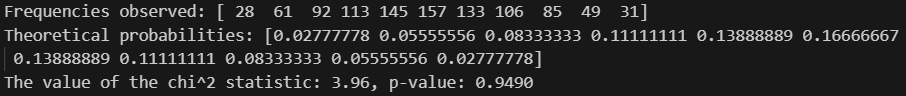 Frequencies observed: [ 28  61  92 113 145 157 133 106  85  49  31]
Theoretical probabilities: [0.02777778 0.05555556 0.08333333 0.11111111 0.13888889 0.16666667
 0.13888889 0.11111111 0.08333333 0.05555556 0.02777778]
The value of the chi^2 statistic: 3.96, p-value: 0.9490